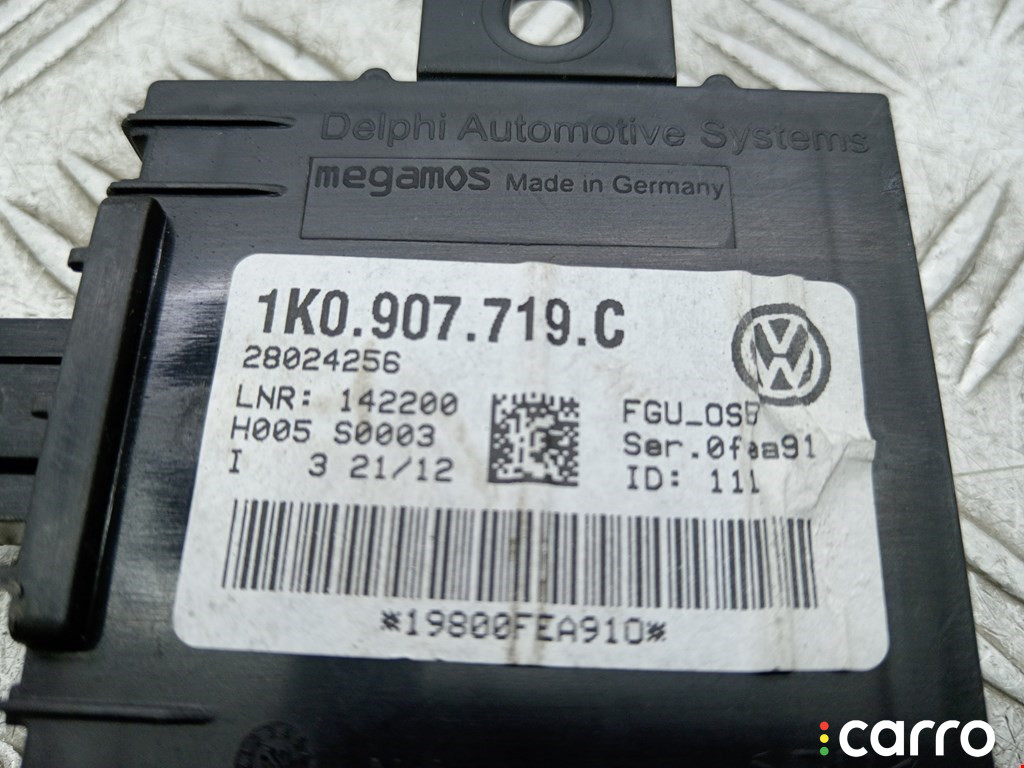 Delphi Automotive Systems
megamos Made in Germany
1K0.907.719.C
28024256
LNR: 142200
H005 S0003
I 3 21/12
FGU_OS5
Ser.0fea91
ID: 111
*19800FEA910*
carro